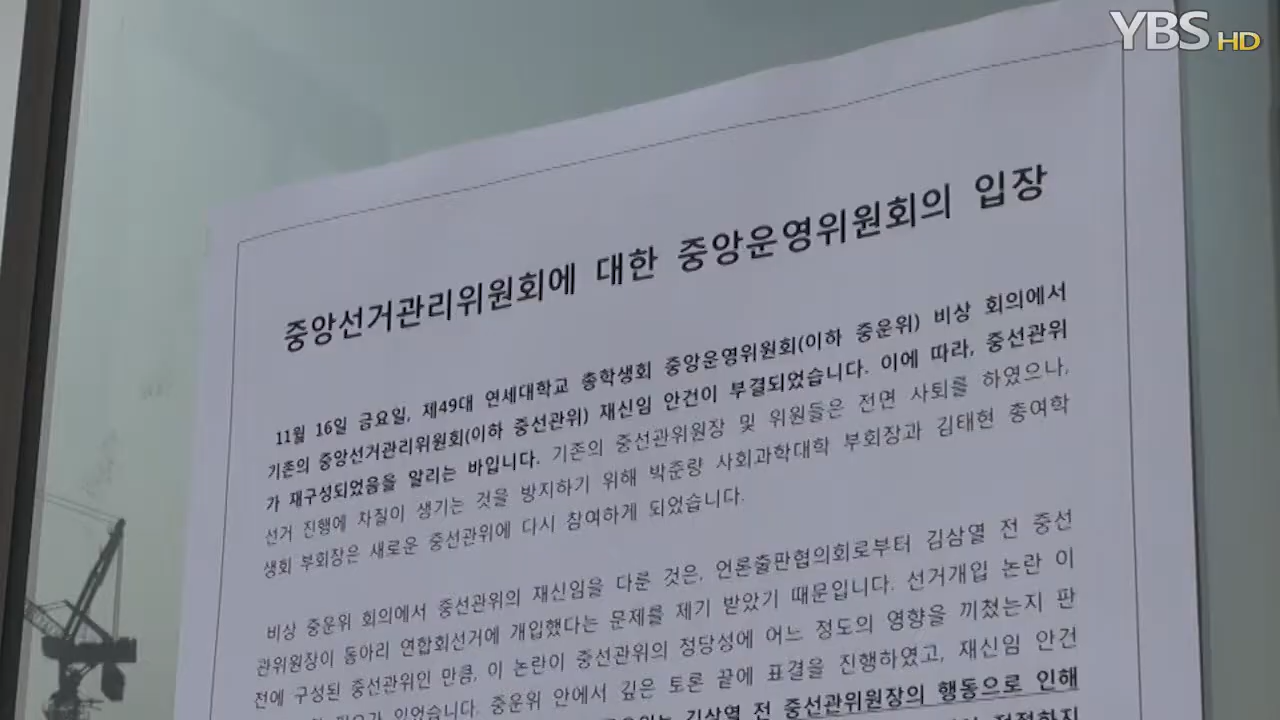 YBS HD
중앙선거관리위원회에 대한 중앙운영위원회의 입장
11월 16일 금요일, 제49대 연세대학교 총학생회 중앙운영위원회(이하 중운위) 비상 회의에서
기존의 중앙선거관리위원회(이하 중선관위) 재신임 안건이 부결되었습니다. 이에 따라, 중선관위
가 재구성되었음을 알리는 바입니다. 기존의 중선관위원장 및 위원들은 전면 사퇴를 하였으나,
선거 진행에 차질이 생기는 것을 방지하기 위해 박준량 사회과학대학 부회장과 김태현 총여학
생회 부회장은 새로운 중선관위에 다시 참여하게 되었습니다.
비상 중운위 회의에서 중선관위의 재신임을 다룬 것은, 언론출판협의회로부터 김삼열 전 중선
관위원장이 동아리 연합회선거에 개입했다는 문제를 제기 받았기 때문입니다. 선거개입 논란 이
전에 구성된 중선관위인 만큼, 이 논란이 중선관위의 정당성에 어느 정도의 영향을 끼쳤는지 판
있었습니다. 중운위 안에서 깊은 토론 끝에 표결을 진행하였고, 재신임 안건
김삼열 전 중선관위원장의 행동으로 인해